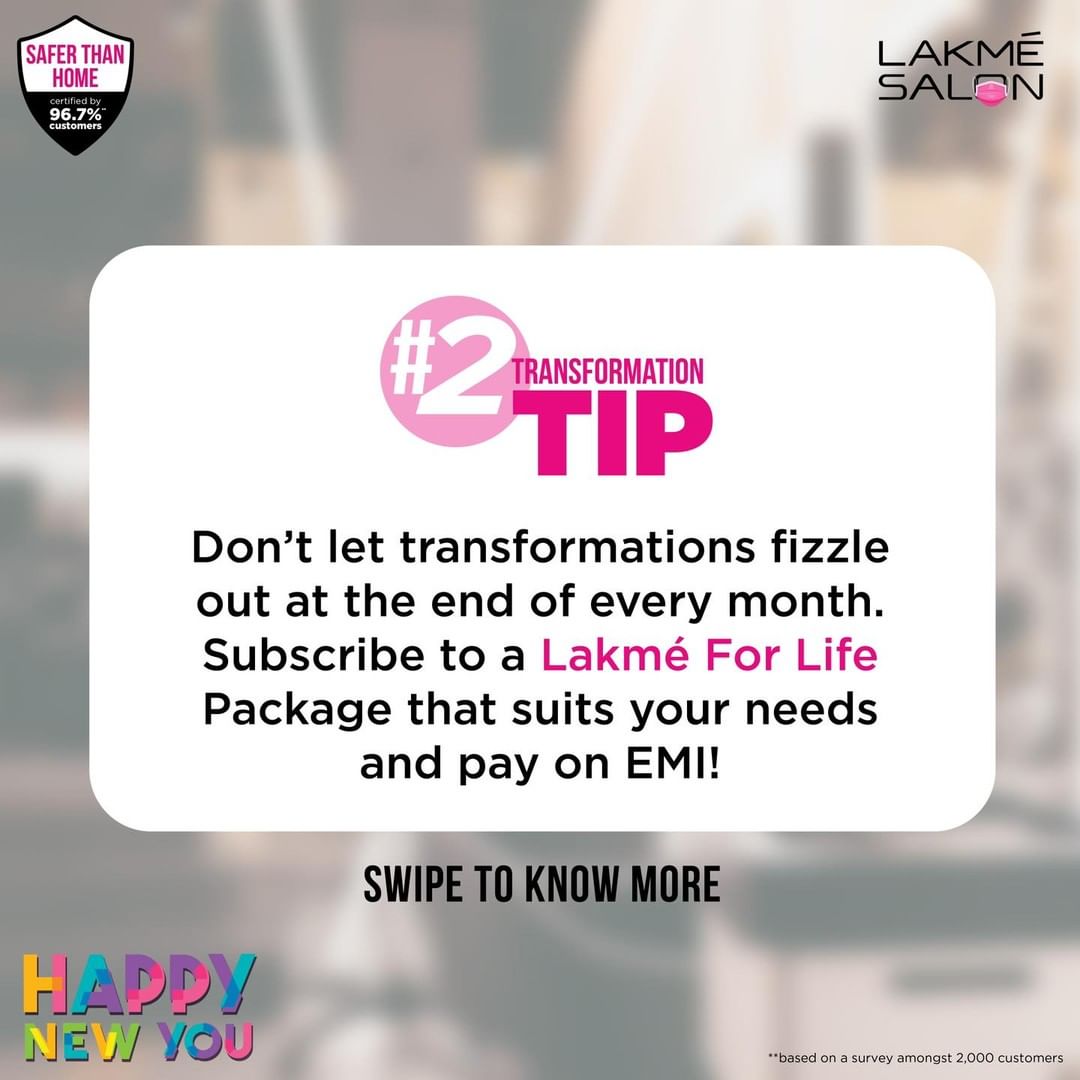 SAFER THAN
HOME
certified by
96.7%**
customers
LAKMÉ
SALON
#2
TRANSFORMATION
TIP
Don’t let transformations fizzle
out at the end of every month.
Subscribe to a Lakmé For Life
Package that suits your needs
and pay on EMI!
SWIPE TO KNOW MORE
HAPPY
NEW YOU
**based on a survey amongst 2,000 customers